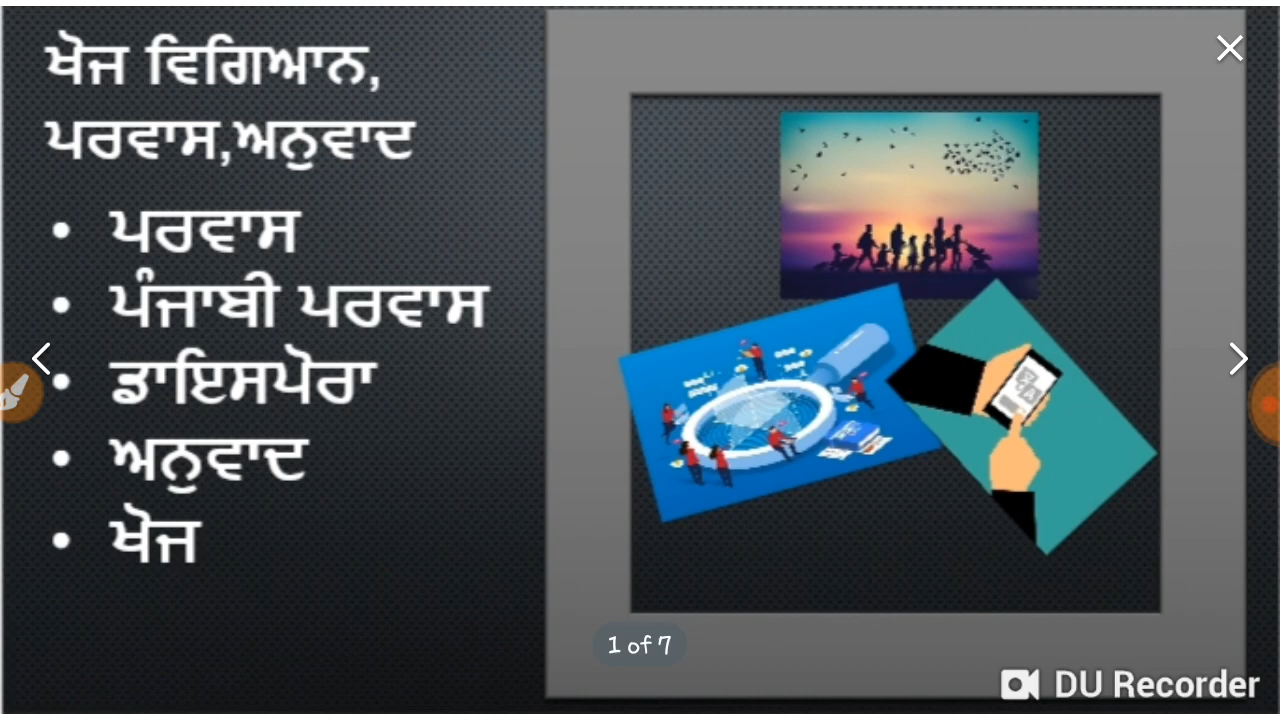 ਖੋਜ ਵਿਗਿਆਨ,
ਪਰਵਾਸ,ਅਨੁਵਾਦ
• ਪਰਵਾਸ
• ਪੰਜਾਬੀ ਪਰਵਾਸ
• ਡਾਇਸਪੋਰਾ
• ਅਨੁਵਾਦ
• ਖੋਜ
1 of 7
DU Recorder